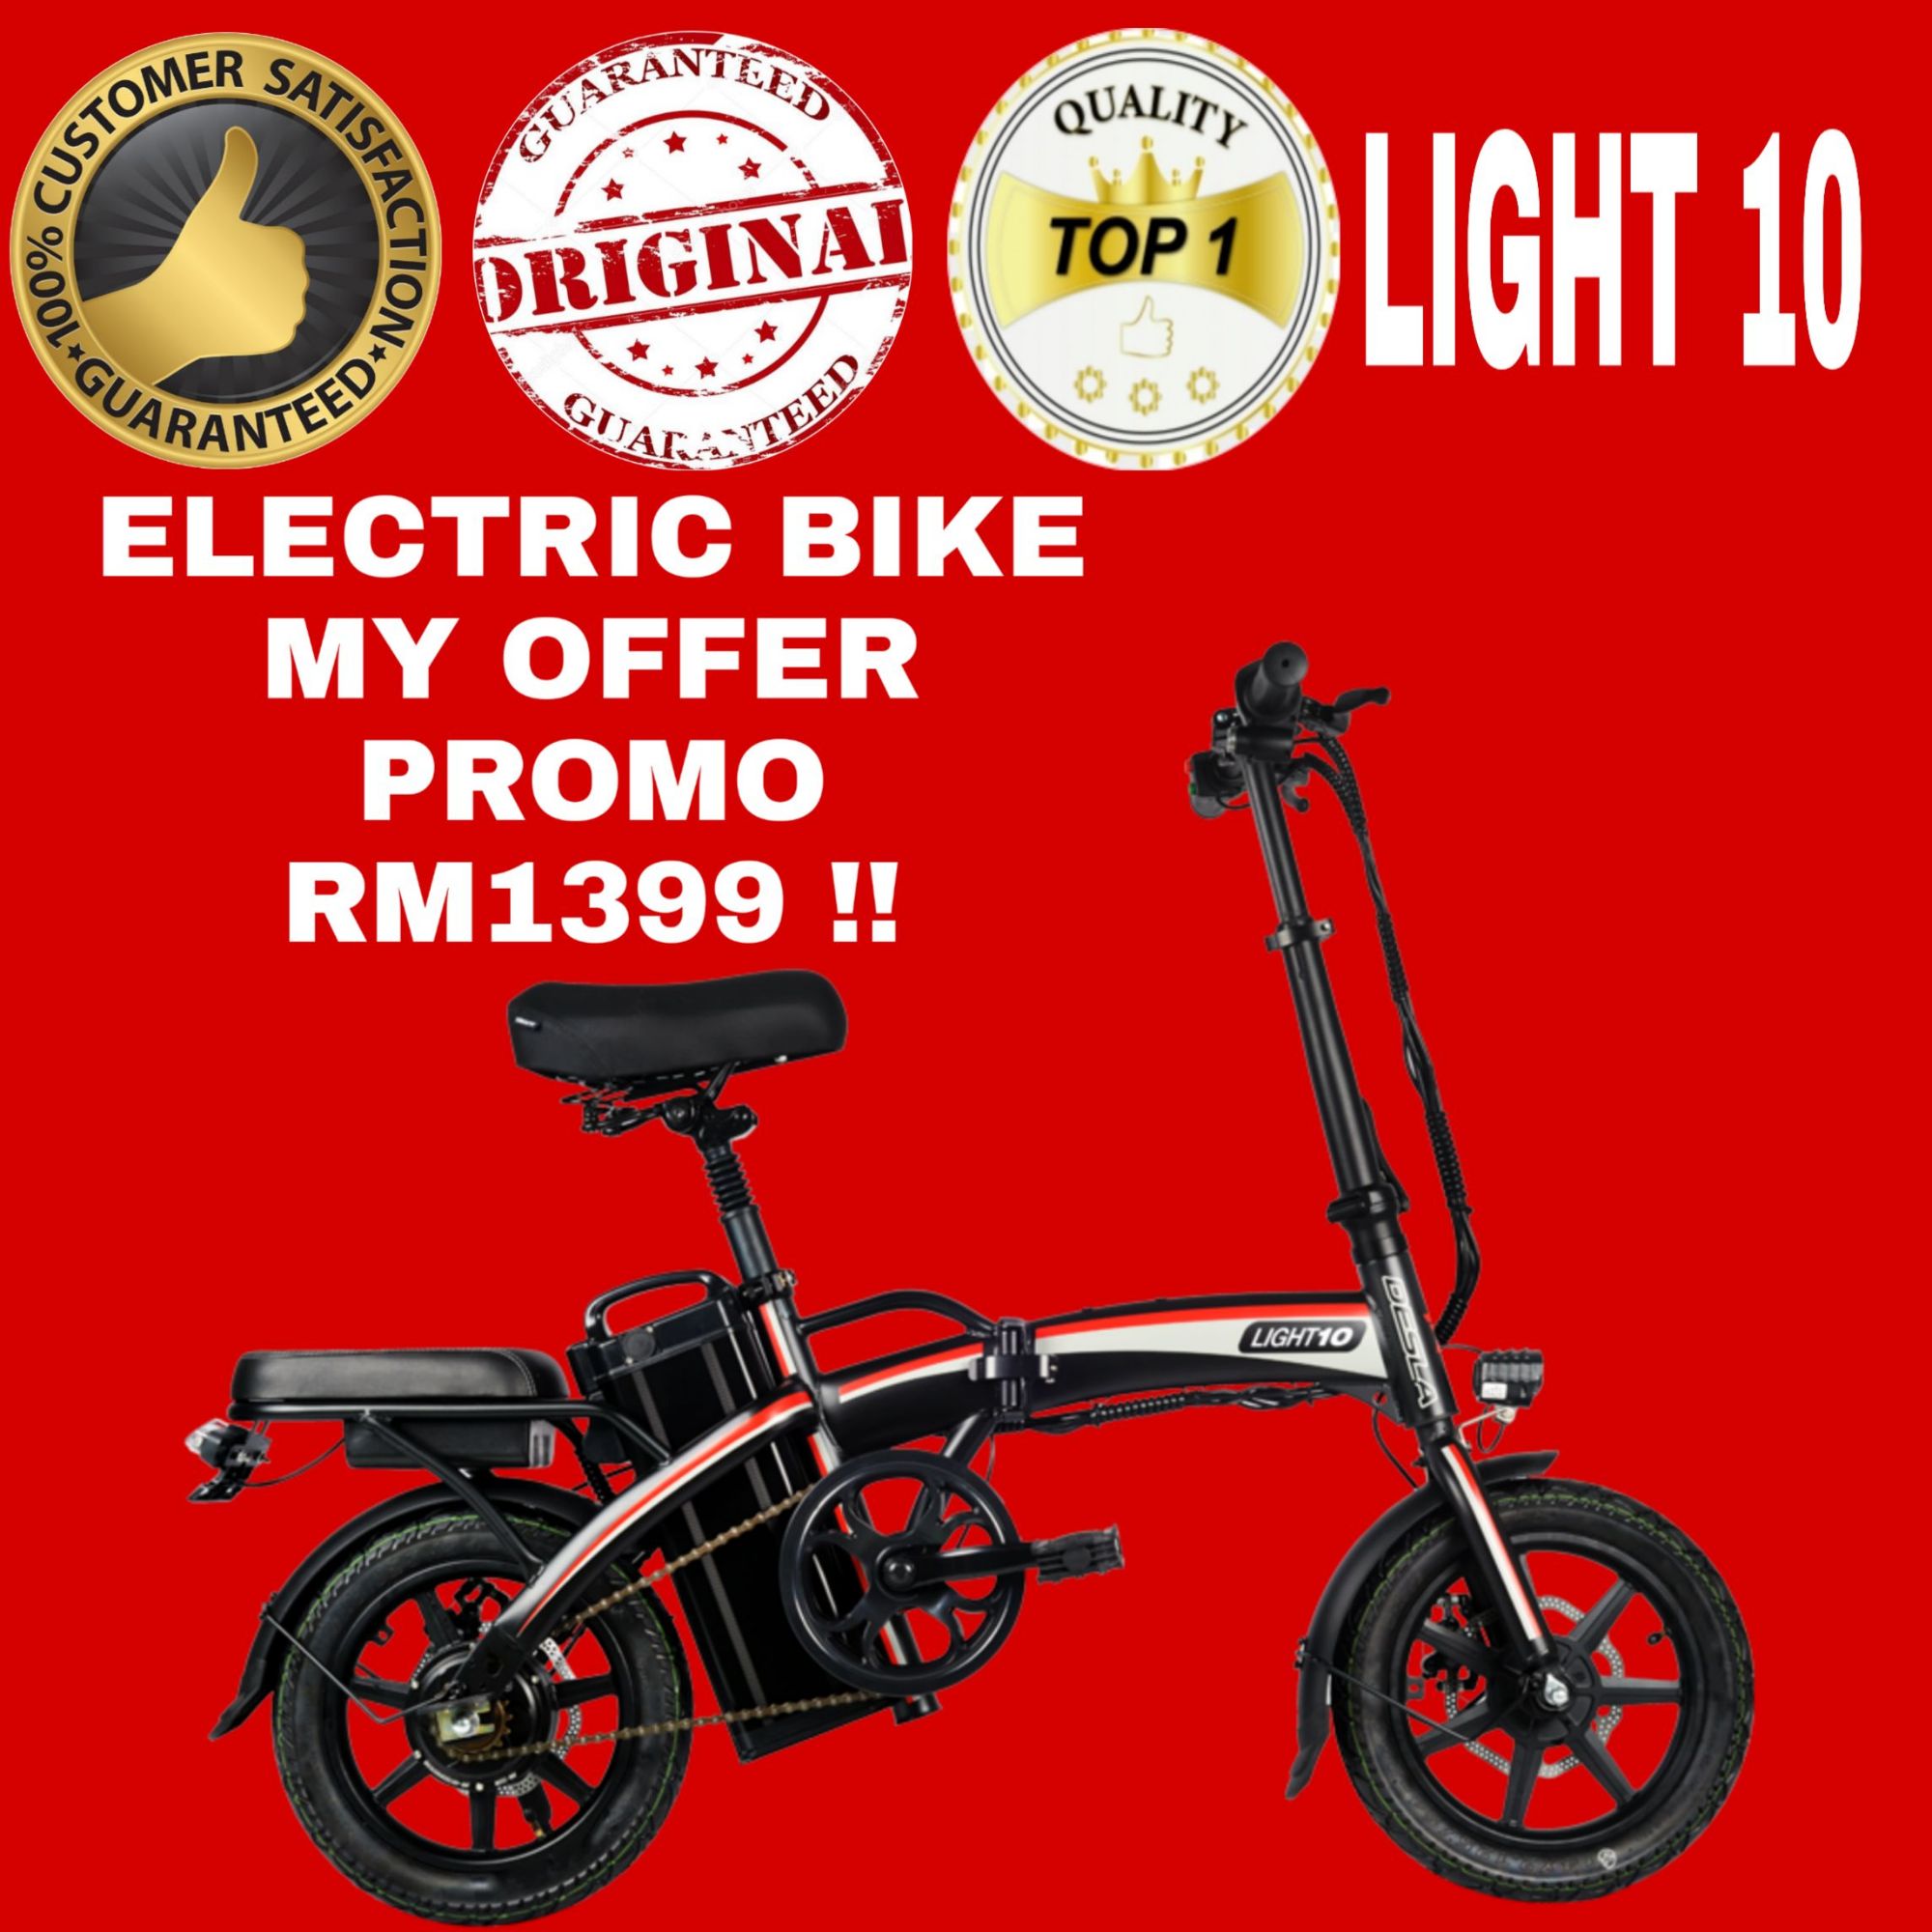 100% CUSTOMER SATISFACTION
GUARANTEED
GUARANTEED
ORIGINAL
GUARANTEED
QUALITY
TOP 1
LIGHT 10
ELECTRIC BIKE
MY OFFER
PROMO
RM1399 !!
LIGHT10